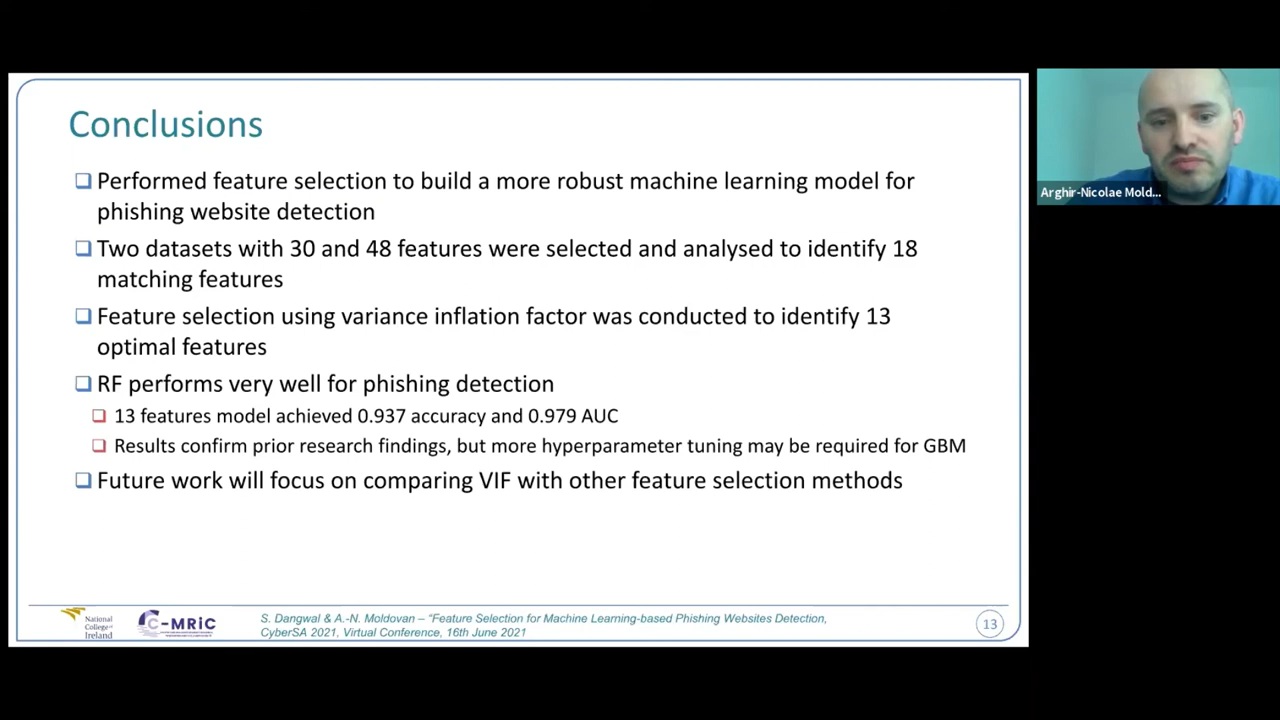 Conclusions
Performed feature selection to build a more robust machine learning model for
phishing website detection
Two datasets with 30 and 48 features were selected and analysed to identify 18
matching features
Feature selection using variance inflation factor was conducted to identify 13
optimal features
RF performs very well for phishing detection
13 features model achieved 0.937 accuracy and 0.979 AUC
Results confirm prior research findings, but more hyperparameter tuning may be required for GBM
Future work will focus on comparing VIF with other feature selection methods
National
College of
Ireland
C-MRiC
S. Dangwal & A.-N. Moldovan – "Feature Selection for Machine Learning-based Phishing Websites Detection,
CyberSA 2021, Virtual Conference, 16th June 2021
13
Arghir-Nicolae Mold...